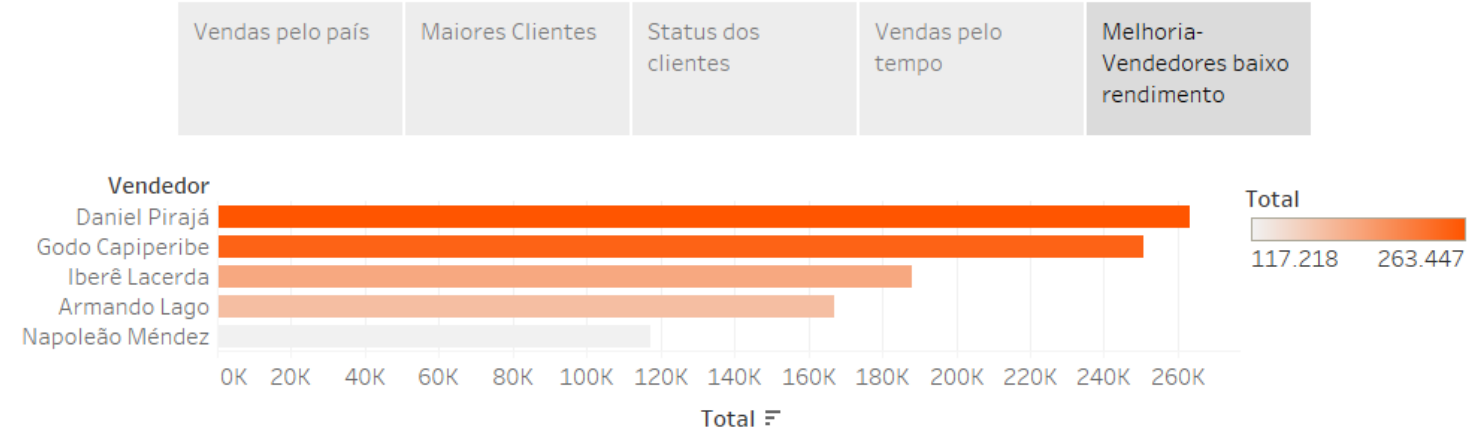 Vendas pelo país
Maiores Clientes
Status dos
clientes
Vendas pelo
tempo
Melhoria-
Vendedores baixo
rendimento
Vendedor
Daniel Pirajá
Godo Capiperibe
Iberê Lacerda
Armando Lago
Napoleão Méndez
0K 20K 40K 60K 80K 100K 120K 140K 160K 180K 200K 220K 240K 260K
Total
Total
117.218 263.447